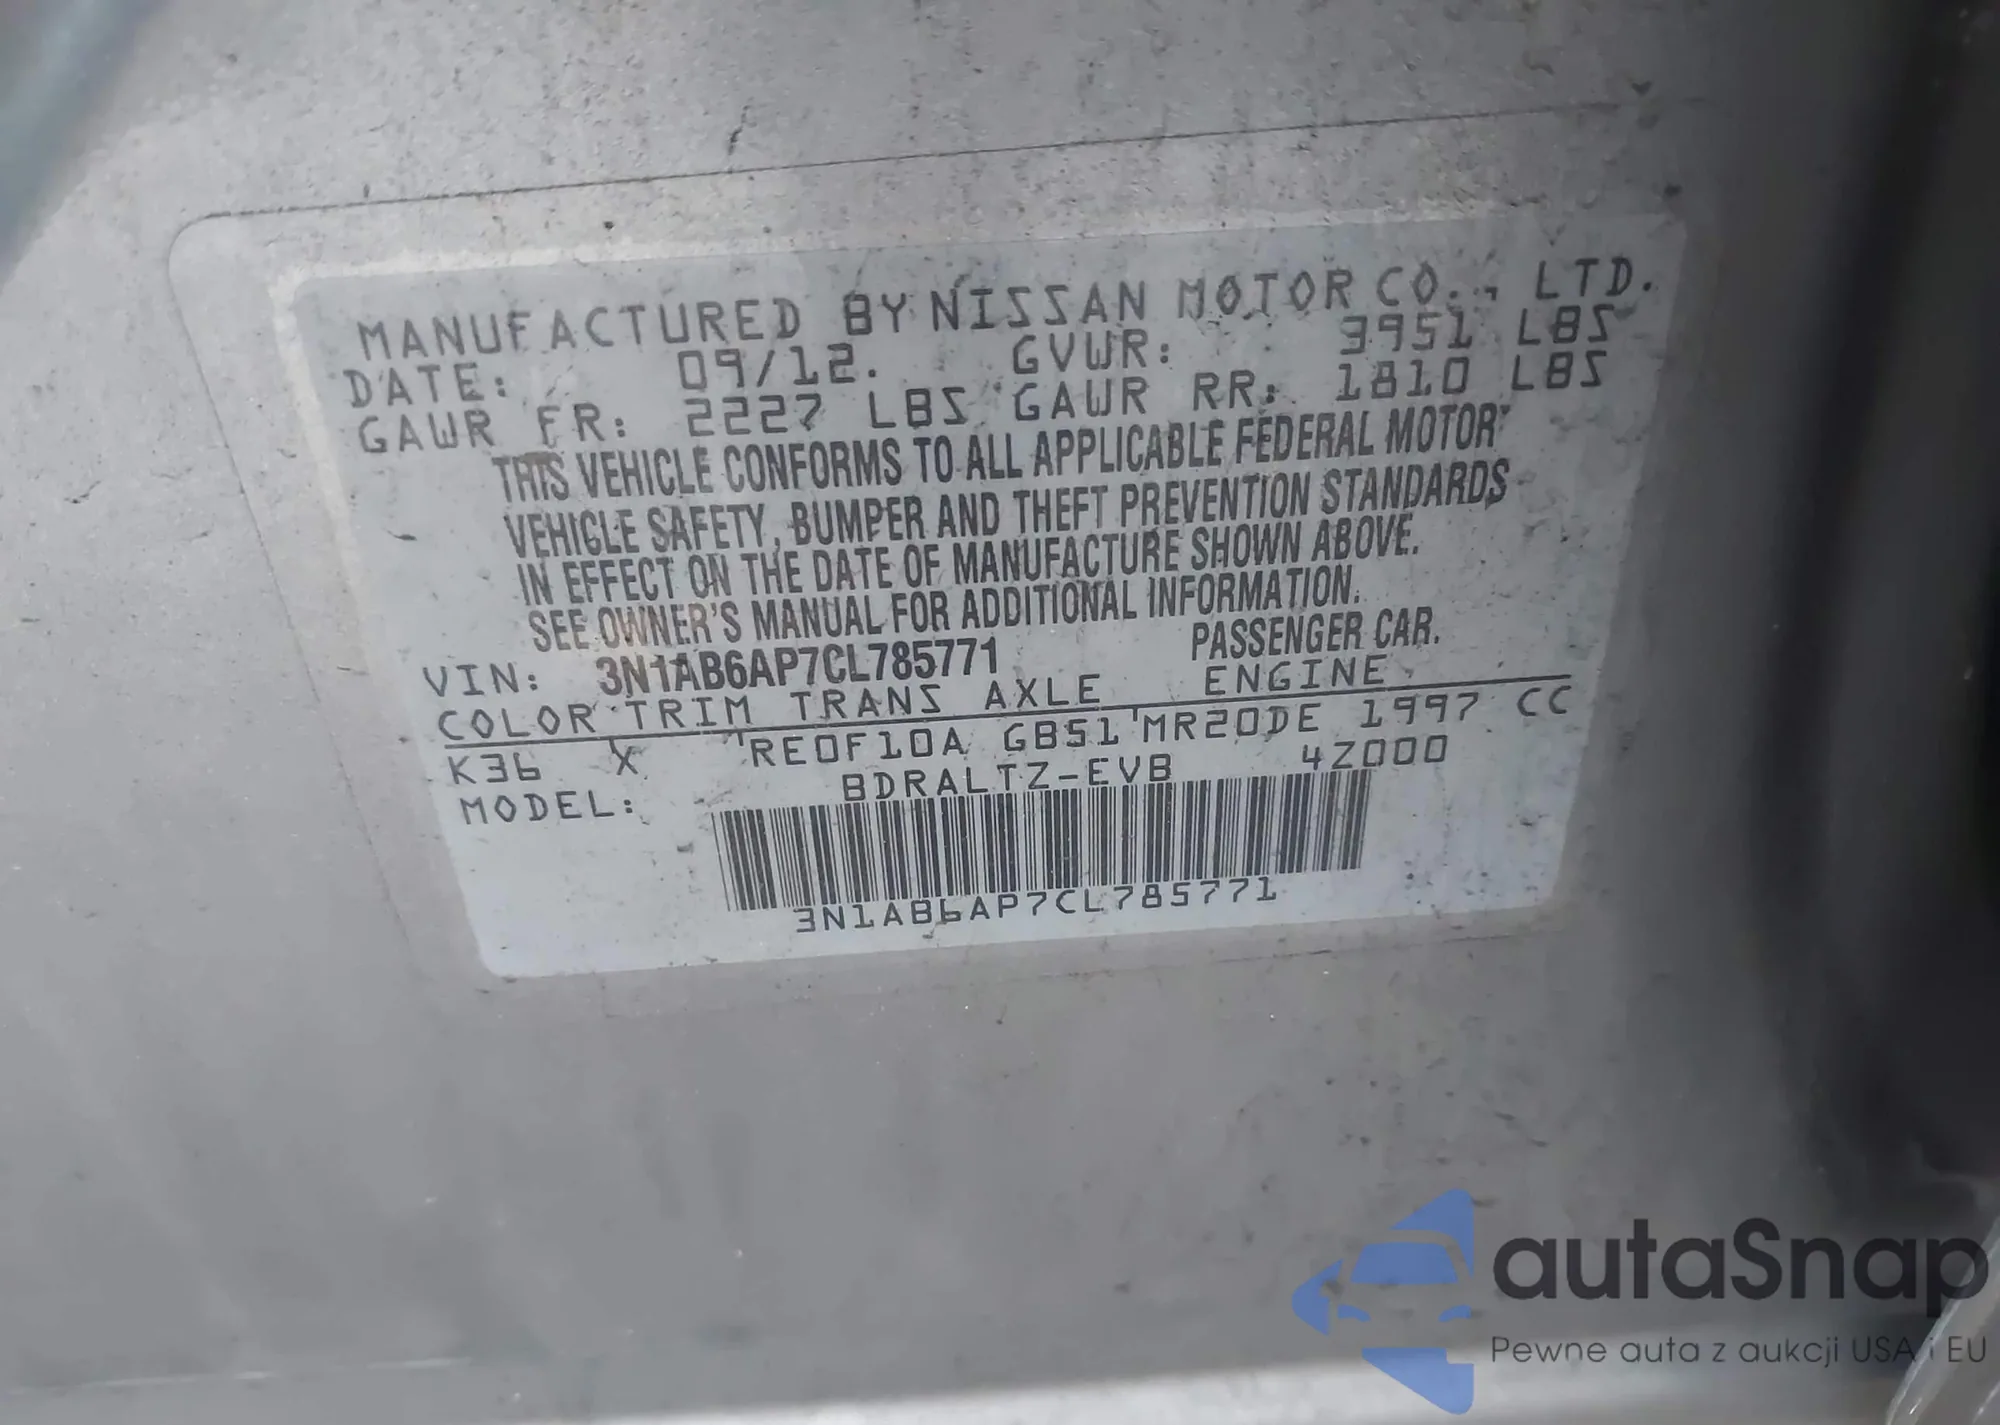 MANUFACTURED BY NISSAN MOTOR CO., LTD.
DATE: 09/12. GVWR: 3951 LBS
GAWR FR: 2227 LBS GAWR RR: 1810 LBS
THIS VEHICLE CONFORMS TO ALL APPLICABLE FEDERAL MOTOR
VEHICLE SAFETY, BUMPER AND THEFT PREVENTION STANDARDS
IN EFFECT ON THE DATE OF MANUFACTURE SHOWN ABOVE.
SEE OWNER'S MANUAL FOR ADDITIONAL INFORMATION.
VIN: 3N1AB6AP7CL785771 PASSENGER CAR.
COLOR TRIM TRANS AXLE ENGINE
K36 X RE0F10A GB51 MR20DE 1997 CC
MODEL: BDRALTZ-EVB 4Z000
3N1AB6AP7CL785771
autaSnap
Pewne auta z aukcji USA i EU